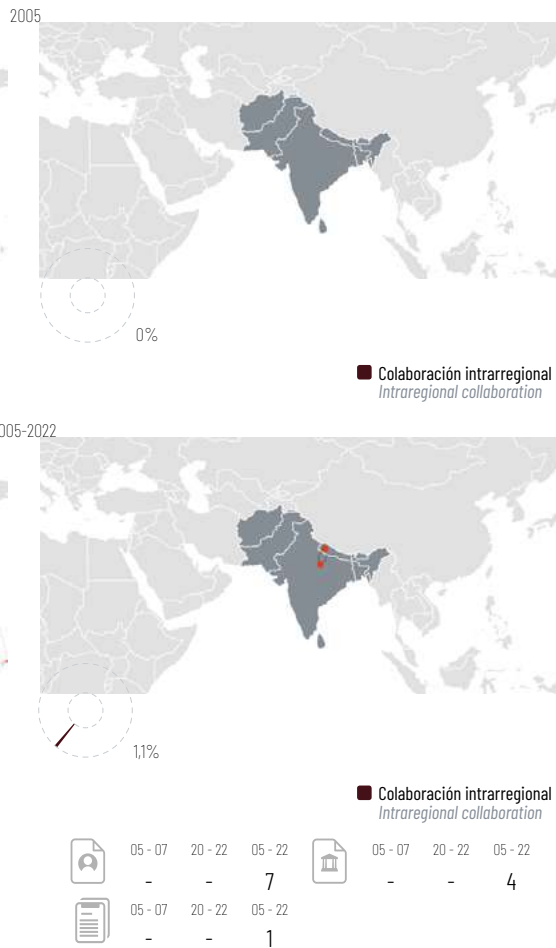 2005
0%
Colaboración intrarregional
Intraregional collaboration
005-2022
1,1%
Colaboración intrarregional
Intraregional collaboration
05 - 07 20 - 22 05 - 22 05 - 07 20 - 22 05 - 22
- - 7 - - 4
05 - 07 20 - 22 05 - 22
- - 1